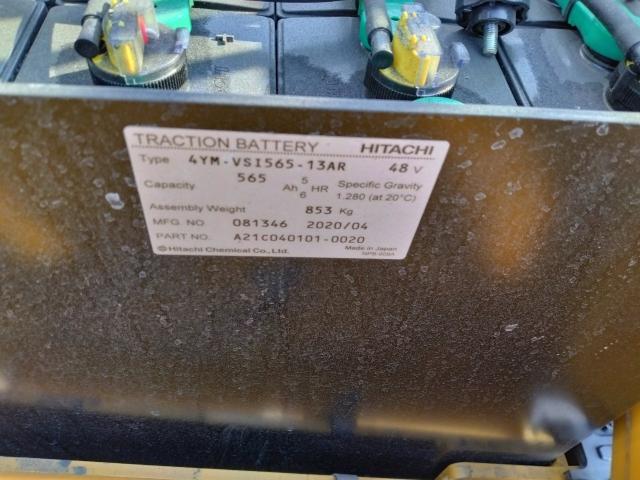 TRACTION BATTERY HITACHI
Type 4YM-VSI565-13AR 48 V
Capacity 565 Ah 5 HR Specific Gravity
6 1.280 (at 20°C)
Assembly Weight 853 Kg
MFG. NO. 081346 2020/04
PART NO. A21C040101-0020
Hitachi Chemical Co., Ltd. Made in Japan